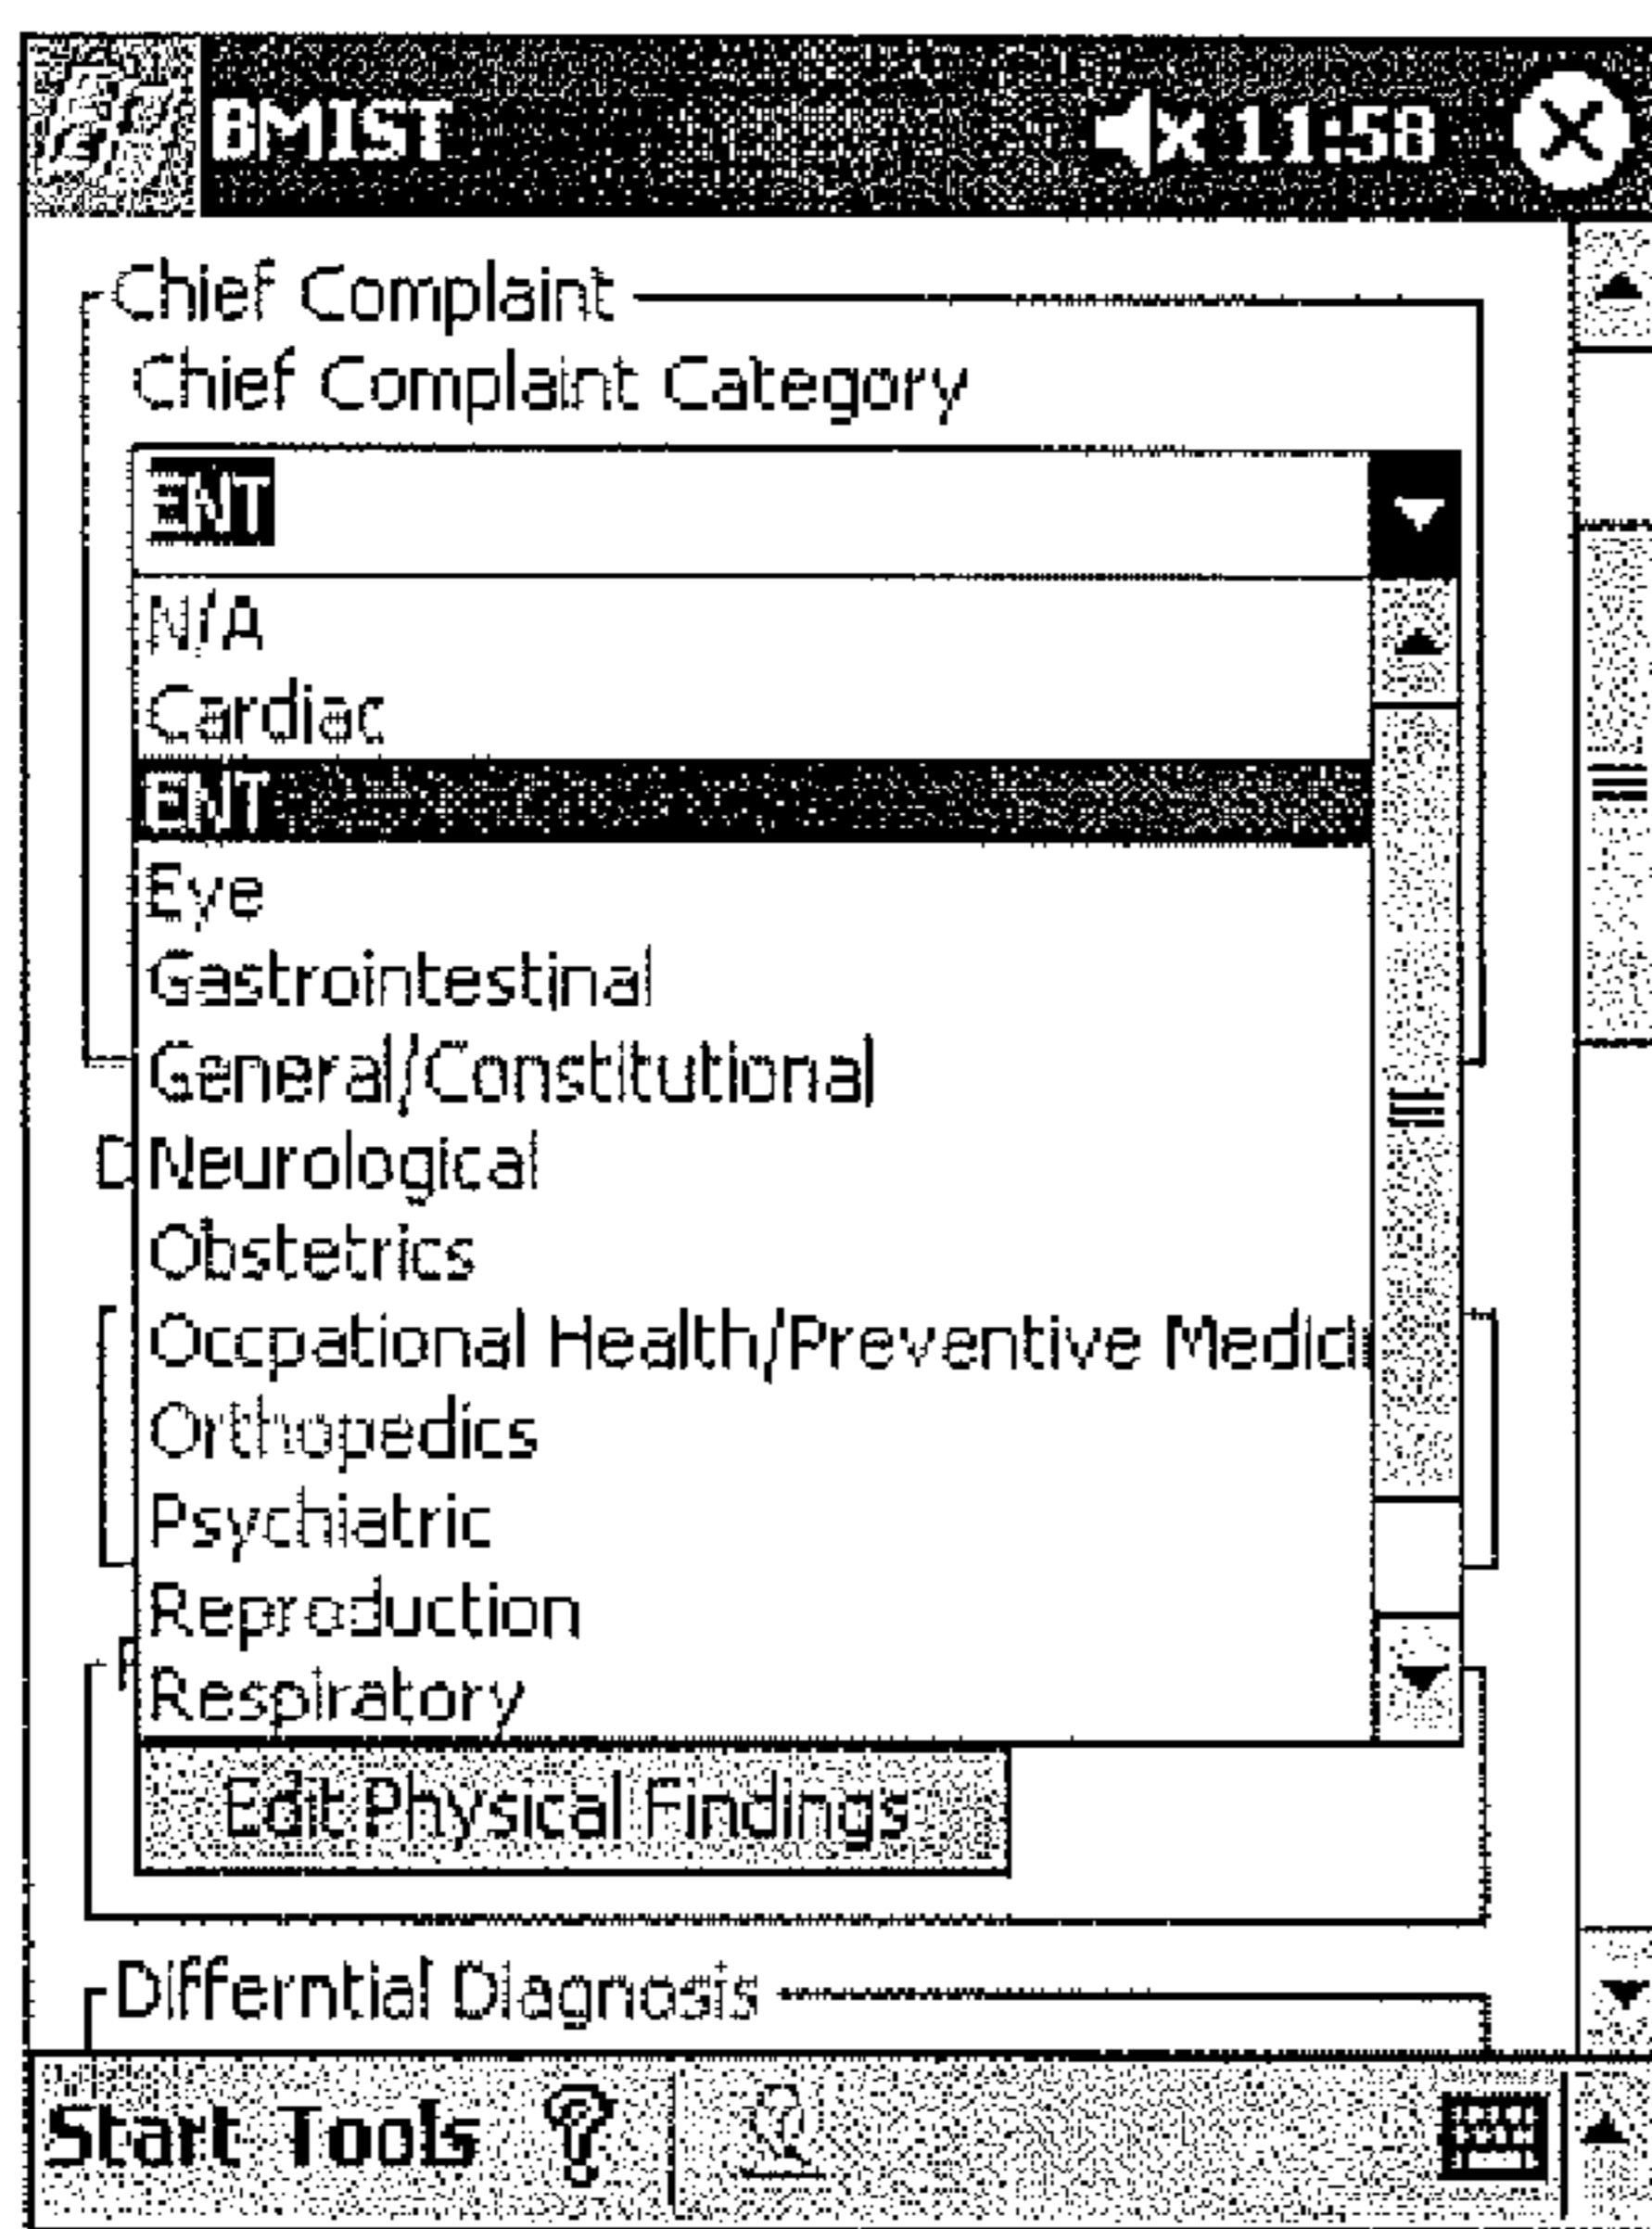 BMIST 11:58
Chief Complaint
Chief Complaint Category
ENT
N/A
Cardiac
ENT
Eye
Gastrointestinal
General/Constitutional
Neurological
Obstetrics
Occpational Health/Preventive Medici
Orthopedics
Psychiatric
Reproduction
Respiratory
Edit Physical Findings
Differntial Diagnosis
Start Tools ?